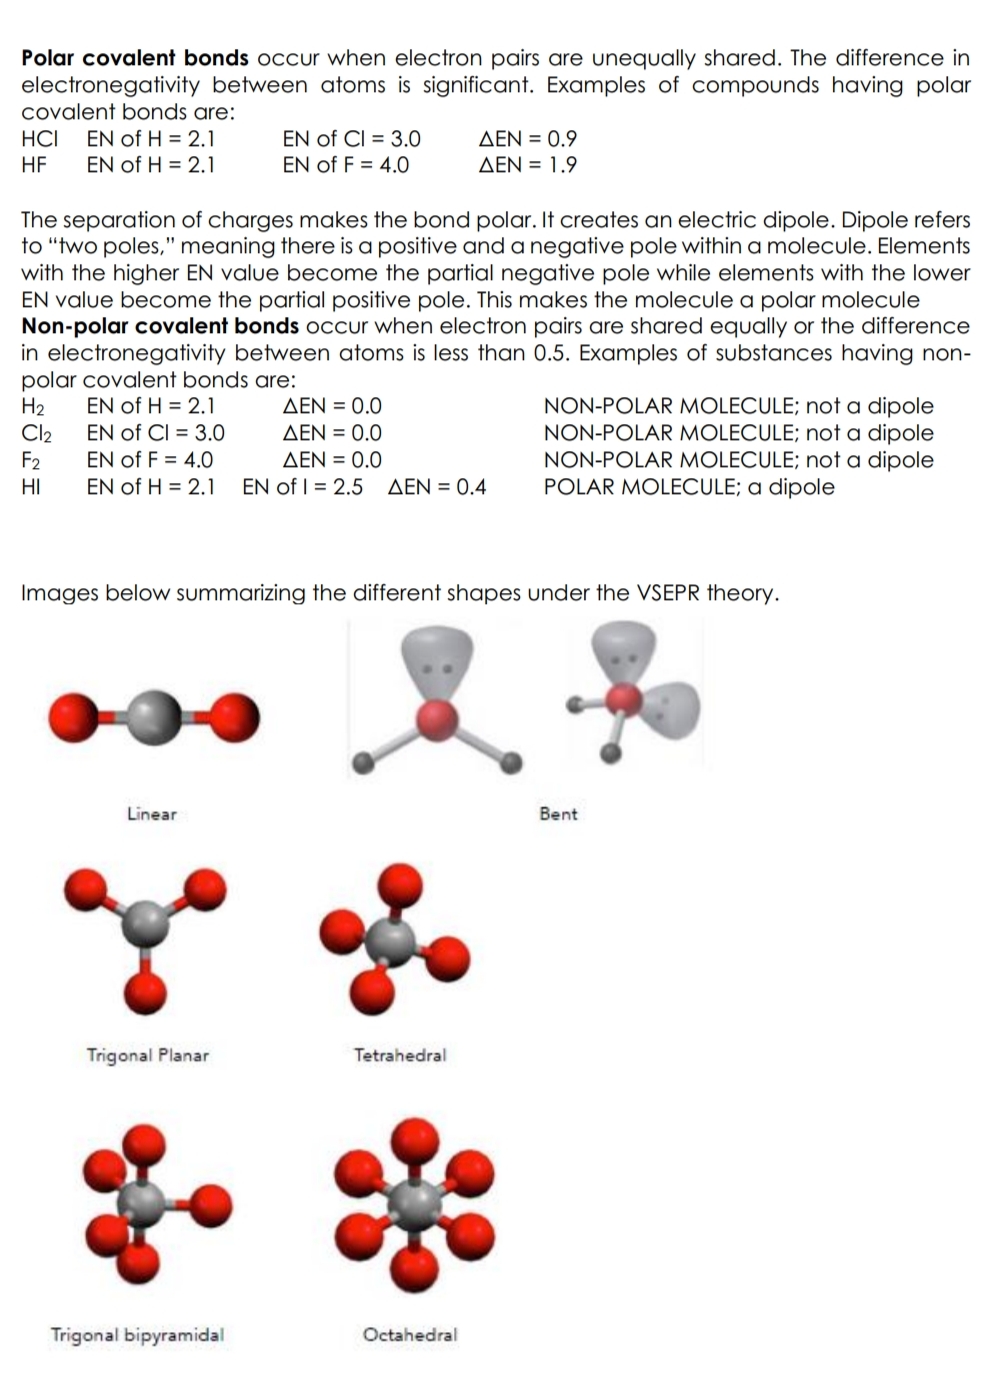 Polar covalent bonds occur when electron pairs are unequally shared. The difference in
electronegativity between atoms is significant. Examples of compounds having polar
covalent bonds are:
HCl EN of H = 2.1 EN of Cl = 3.0 ΔEN = 0.9
HF EN of H = 2.1 EN of F = 4.0 ΔEN = 1.9
The separation of charges makes the bond polar. It creates an electric dipole. Dipole refers
to “two poles,” meaning there is a positive and a negative pole within a molecule. Elements
with the higher EN value become the partial negative pole while elements with the lower
EN value become the partial positive pole. This makes the molecule a polar molecule
Non-polar covalent bonds occur when electron pairs are shared equally or the difference
in electronegativity between atoms is less than 0.5. Examples of substances having non-
polar covalent bonds are:
H₂ EN of H = 2.1 ΔEN = 0.0 NON-POLAR MOLECULE; not a dipole
Cl₂ EN of Cl = 3.0 ΔEN = 0.0 NON-POLAR MOLECULE; not a dipole
F₂ EN of F = 4.0 ΔEN = 0.0 NON-POLAR MOLECULE; not a dipole
HI EN of H = 2.1 EN of I = 2.5 ΔEN = 0.4 POLAR MOLECULE; a dipole
Images below summarizing the different shapes under the VSEPR theory.
Linear Bent
Trigonal Planar Tetrahedral
Trigonal bipyramidal Octahedral